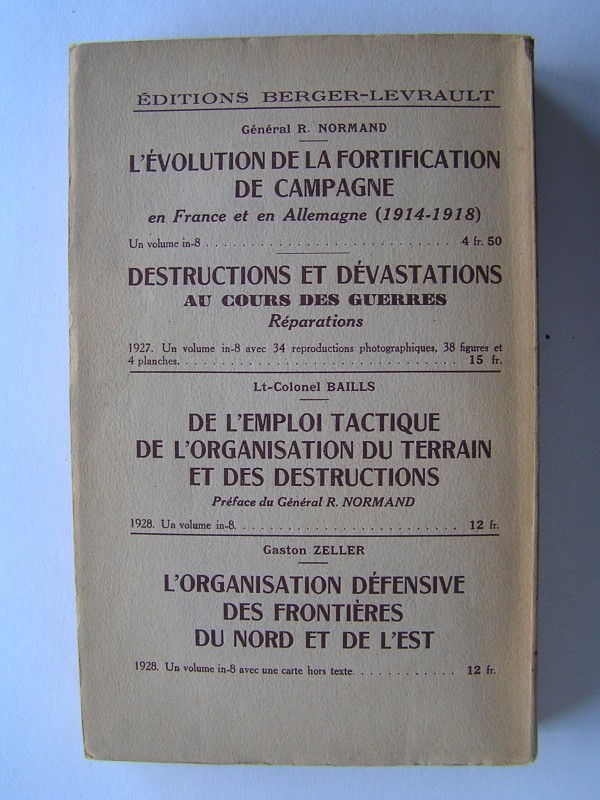 ÉDITIONS BERGER-LEVRAULT
Général R. NORMAND
L'ÉVOLUTION DE LA FORTIFICATION
DE CAMPAGNE
en France et en Allemagne (1914-1918)
Un volume in-8 . . . . . . . . . . . . . . . . . . . . . . . . . . 4 fr. 50
DESTRUCTIONS ET DÉVASTATIONS
AU COURS DES GUERRES
Réparations
1927. Un volume in-8 avec 34 reproductions photographiques, 38 figures et
4 planches. . . . . . . . . . . . . . . . . . . . . . . . . . . . . 15 fr.
Lt-Colonel BAILLS
DE L'EMPLOI TACTIQUE
DE L'ORGANISATION DU TERRAIN
ET DES DESTRUCTIONS
Préface du Général R. NORMAND
1928. Un volume in-8. . . . . . . . . . . . . . . . . . . . . . . . 12 fr.
Gaston ZELLER
L'ORGANISATION DÉFENSIVE
DES FRONTIÈRES
DU NORD ET DE L'EST
1928. Un volume in-8 avec une carte hors texte. . . . . . . . . . . . 12 fr.